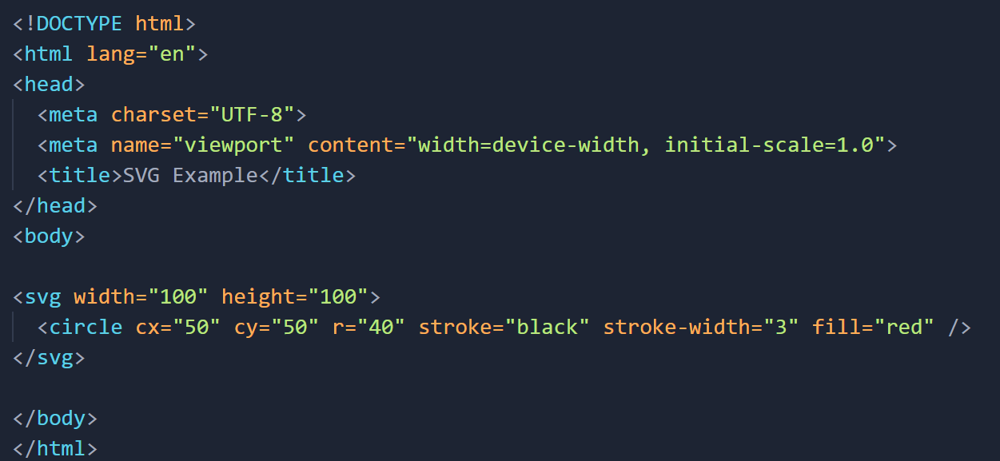 <!DOCTYPE html>
<html lang="en">
<head>
  <meta charset="UTF-8">
  <meta name="viewport" content="width=device-width, initial-scale=1.0">
  <title>SVG Example</title>
</head>
<body>

<svg width="100" height="100">
  <circle cx="50" cy="50" r="40" stroke="black" stroke-width="3" fill="red" />
</svg>

</body>
</html>